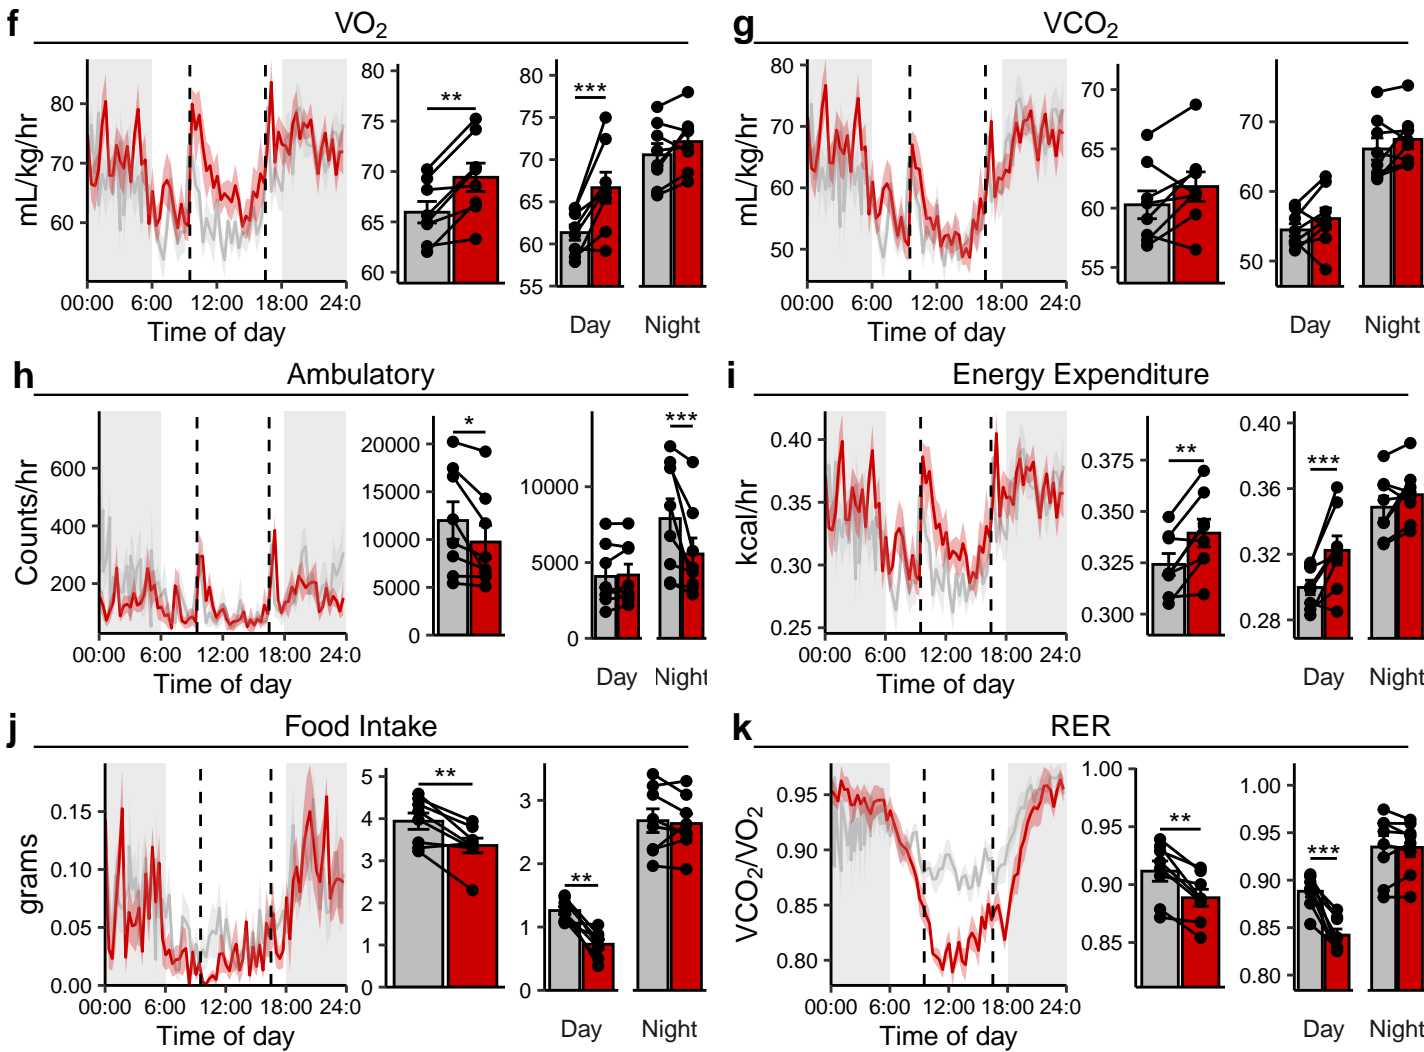 f VO2
mL/kg/hr
80
70
60
00:00 6:00 12:00 18:00 24:0
Time of day
80
75
70
65
60
**
80
75
70
65
60
55
***
Day Night
g VCO2
mL/kg/hr
80
70
60
50
00:00 6:00 12:00 18:00 24:0
Time of day
70
65
60
55
70
60
50
Day Night
h Ambulatory
Counts/hr
600
400
200
00:00 6:00 12:00 18:00 24:0
Time of day
20000
15000
10000
5000
0
*
10000
5000
0
***
Day Night
i Energy Expenditure
kcal/hr
0.40
0.35
0.30
0.25
00:00 6:00 12:00 18:00 24:0
Time of day
0.375
0.350
0.325
0.300
**
0.40
0.36
0.32
0.28
***
Day Night
j Food Intake
grams
0.15
0.10
0.05
0.00
00:00 6:00 12:00 18:00 24:0
Time of day
5
4
3
2
1
0
**
3
2
1
0
**
Day Night
k RER
VCO2/VO2
0.95
0.90
0.85
0.80
00:00 6:00 12:00 18:00 24:0
Time of day
1.00
0.95
0.90
0.85
**
1.00
0.95
0.90
0.85
0.80
***
Day Night